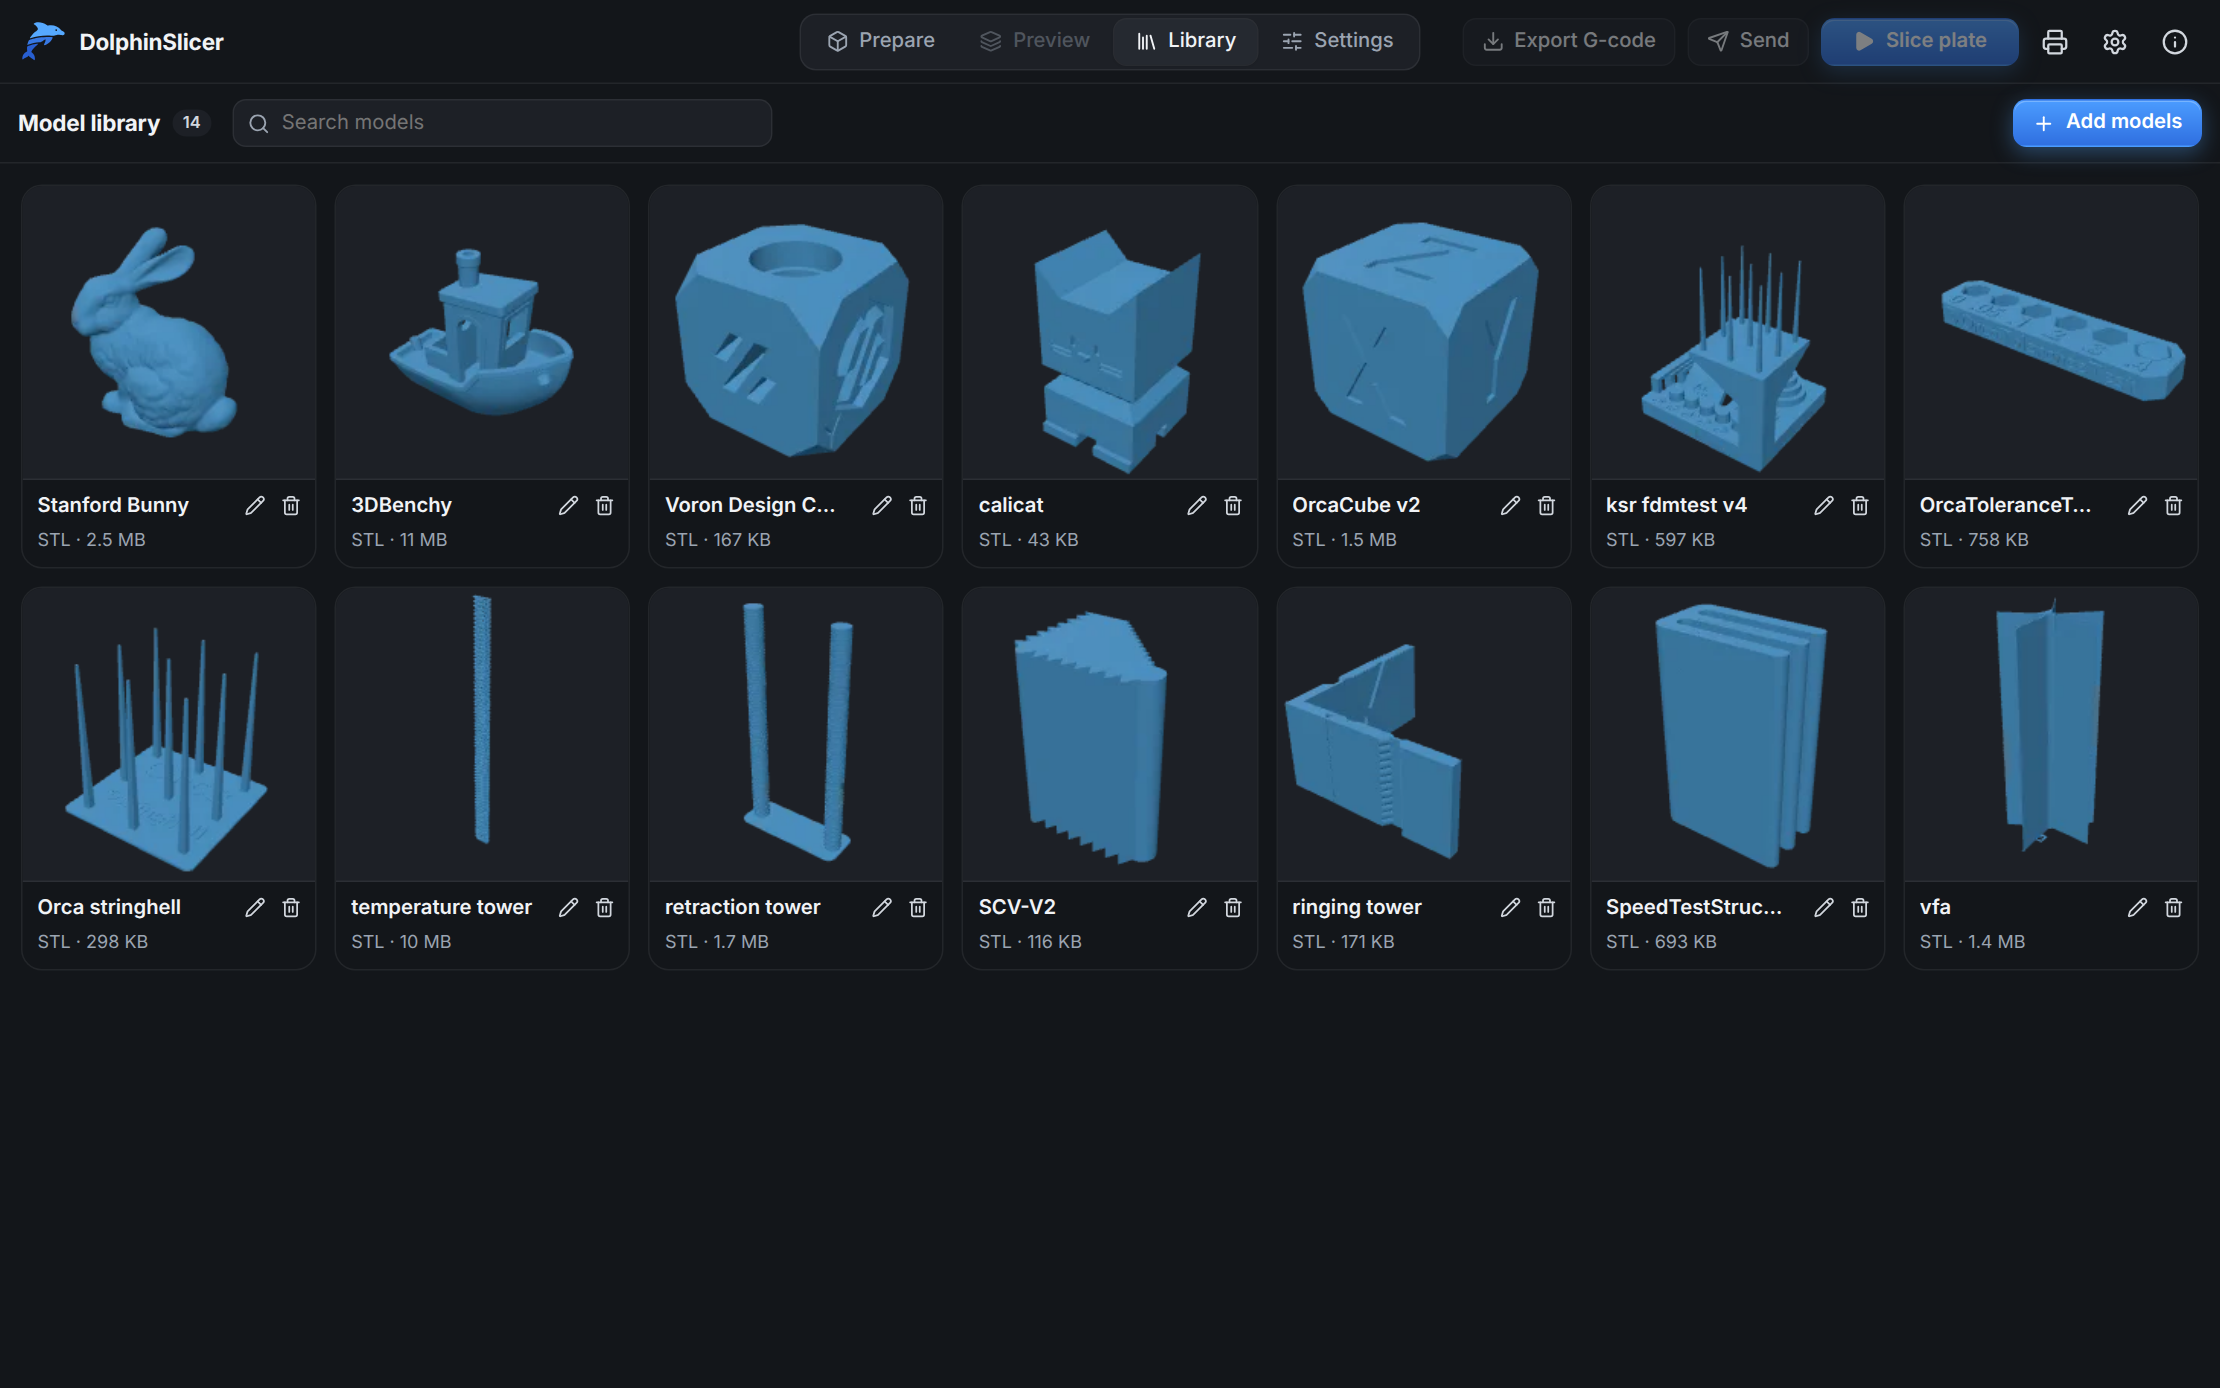 DolphinSlicer
Prepare
Preview
Library
Settings
Export G-code
Send
Slice plate
Model library 14
Search models
Add models
Stanford Bunny
STL · 2.5 MB
3DBenchy
STL · 11 MB
Voron Design C...
STL · 167 KB
calicat
STL · 43 KB
OrcaCube v2
STL · 1.5 MB
ksr fdmtest v4
STL · 597 KB
OrcaToleranceT...
STL · 758 KB
Orca stringhell
STL · 298 KB
temperature tower
STL · 10 MB
retraction tower
STL · 1.7 MB
SCV-V2
STL · 116 KB
ringing tower
STL · 171 KB
SpeedTestStruc...
STL · 693 KB
vfa
STL · 1.4 MB